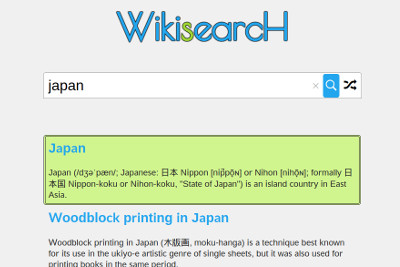 WikisearcH
japan
×
Japan
Japan (/dʒəˈpæn/; Japanese: 日本 Nippon [nip̚põ̞ɴ] or Nihon [nihõ̞ɴ]; formally 日
本国 Nippon-koku or Nihon-koku, "State of Japan") is an island country in East
Asia.
Woodblock printing in Japan
Woodblock printing in Japan (木版画, moku-hanga) is a technique best known
for its use in the ukiyo-e artistic genre of single sheets, but it was also used for
printing books in the same period.